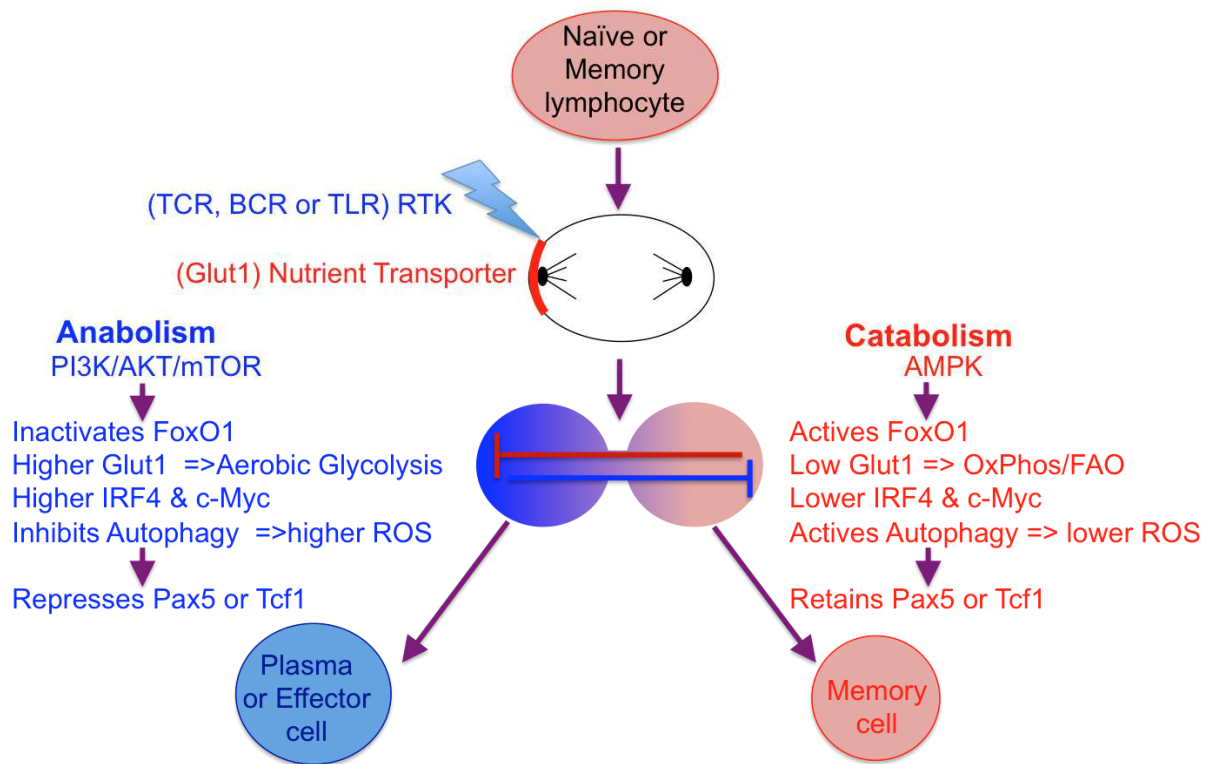 Naïve or
Memory
lymphocyte
(TCR, BCR or TLR) RTK
(Glut1) Nutrient Transporter
Anabolism
PI3K/AKT/mTOR
Inactivates FoxO1
Higher Glut1 =>Aerobic Glycolysis
Higher IRF4 & c-Myc
Inhibits Autophagy =>higher ROS
Represses Pax5 or Tcf1
Plasma
or Effector
cell
Catabolism
AMPK
Actives FoxO1
Low Glut1 => OxPhos/FAO
Lower IRF4 & c-Myc
Actives Autophagy => lower ROS
Retains Pax5 or Tcf1
Memory
cell